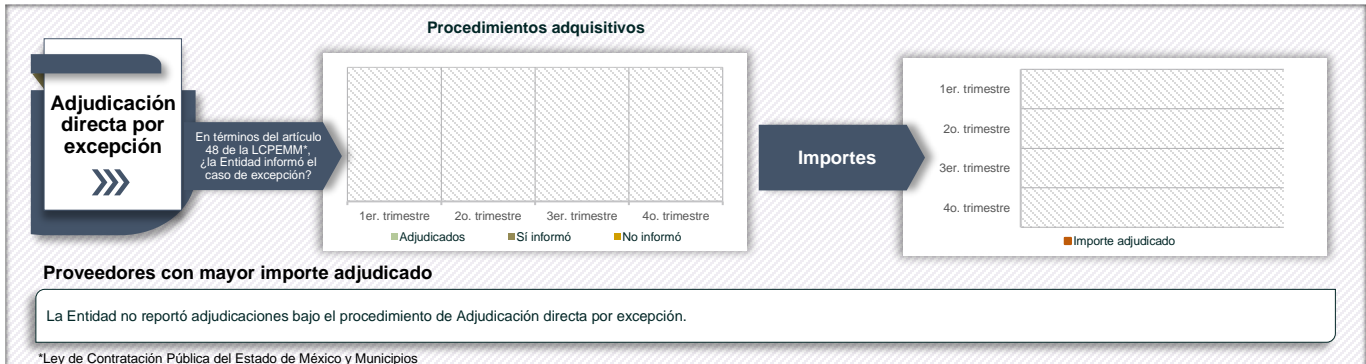 Procedimientos adquisitivos
Adjudicación
directa por
excepción
En términos del artículo
48 de la LCPEMM*,
¿la Entidad informó el
caso de excepción?
1er. trimestre 2o. trimestre 3er. trimestre 4o. trimestre
Adjudicados Sí informó No informó
Importes
1er. trimestre
2o. trimestre
3er. trimestre
4o. trimestre
Importe adjudicado
Proveedores con mayor importe adjudicado
La Entidad no reportó adjudicaciones bajo el procedimiento de Adjudicación directa por excepción.
*Ley de Contratación Pública del Estado de México y Municipios